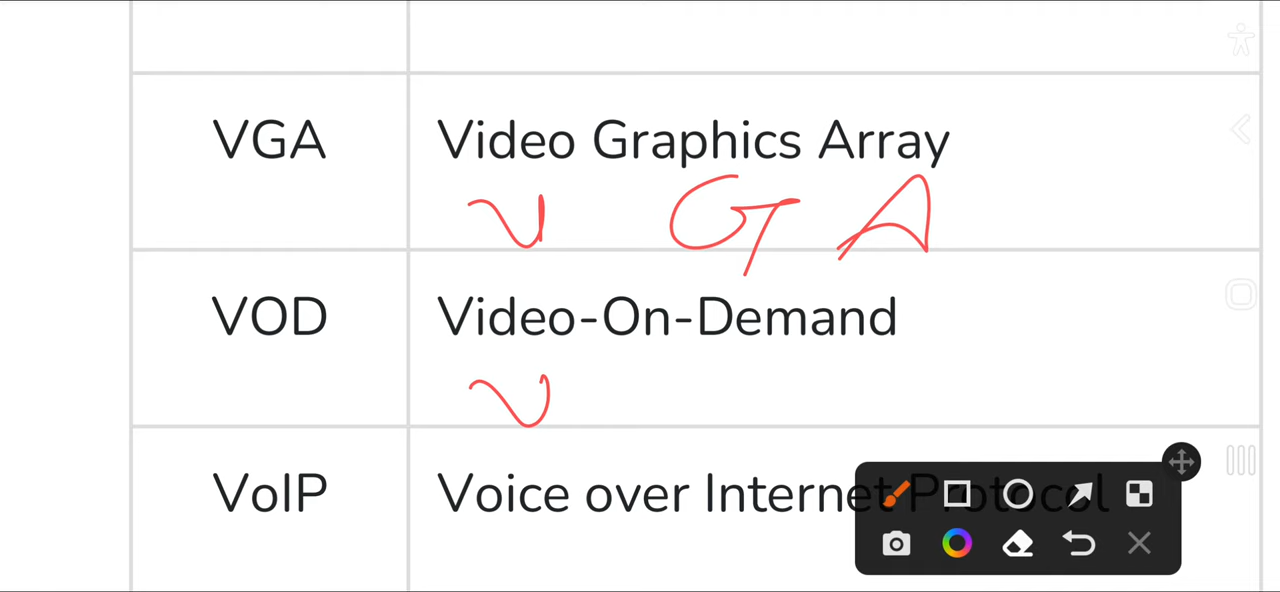 VGA Video Graphics Array
V G A
VOD Video-On-Demand
V
VoIP Voice over Internet Protocol